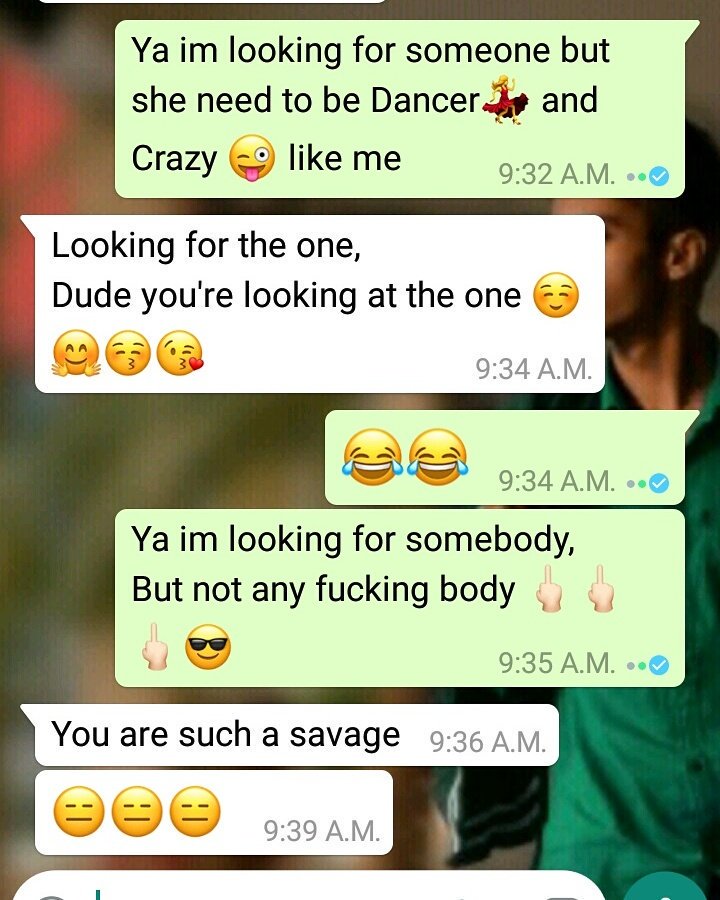 Ya im looking for someone but
she need to be Dancer💃 and
Crazy 😜 like me
9:32 A.M.
Looking for the one,
Dude you're looking at the one ☺️
🤗😚😘
9:34 A.M.
😂😂
9:34 A.M.
Ya im looking for somebody,
But not any fucking body 🖕🏻🖕🏻
🖕🏻😎
9:35 A.M.
You are such a savage
9:36 A.M.
😑😑😑
9:39 A.M.